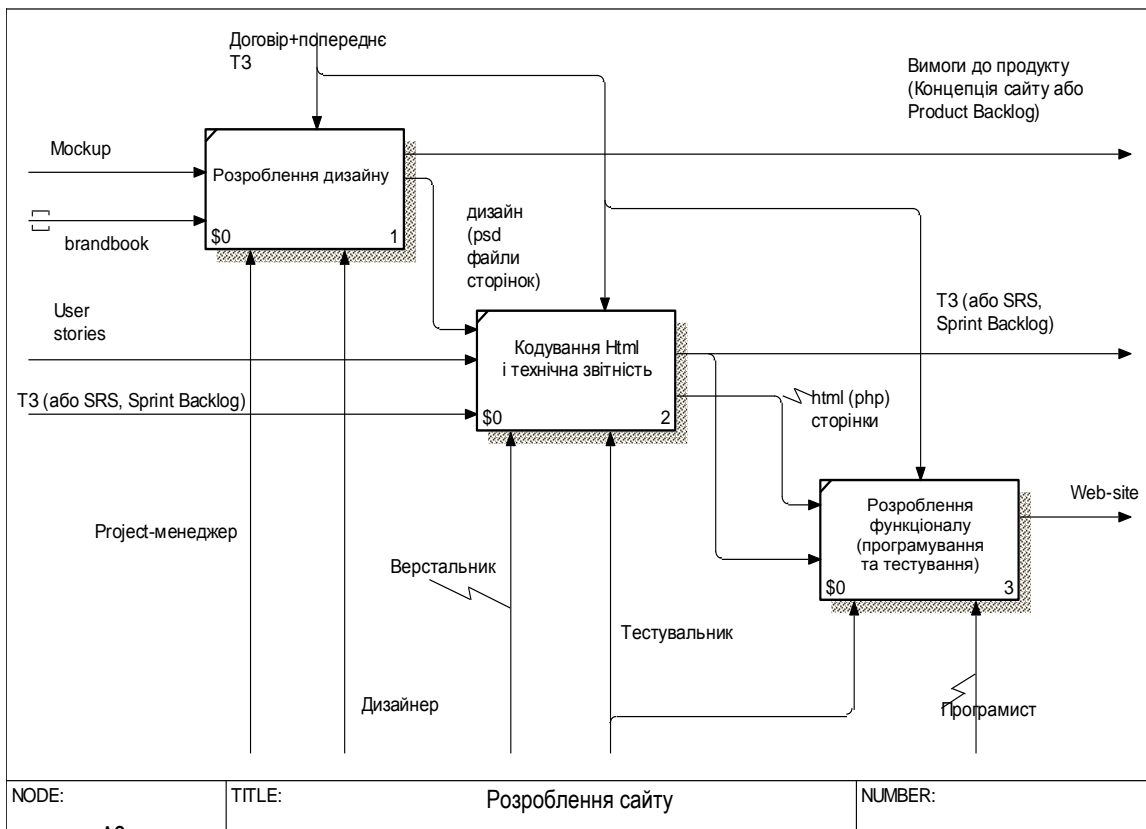 Договір+попереднє
ТЗ
Вимоги до продукту
(Концепція сайту або
Product Backlog)
Mockup
Розроблення дизайну
$0
1
brandbook
дизайн
(psd
файли
сторінок)
User
stories
ТЗ (або SRS,
Sprint Backlog)
Кодування Html
і технічна звітність
$0
2
ТЗ (або SRS, Sprint Backlog)
html (php)
сторінки
Web-site
Розроблення
функціоналу
(програмування
та тестування)
$0
3
Project-менеджер
Верстальник
Тестувальник
Дизайнер
Програмист
NODE:
TITLE:
Розроблення сайту
NUMBER: